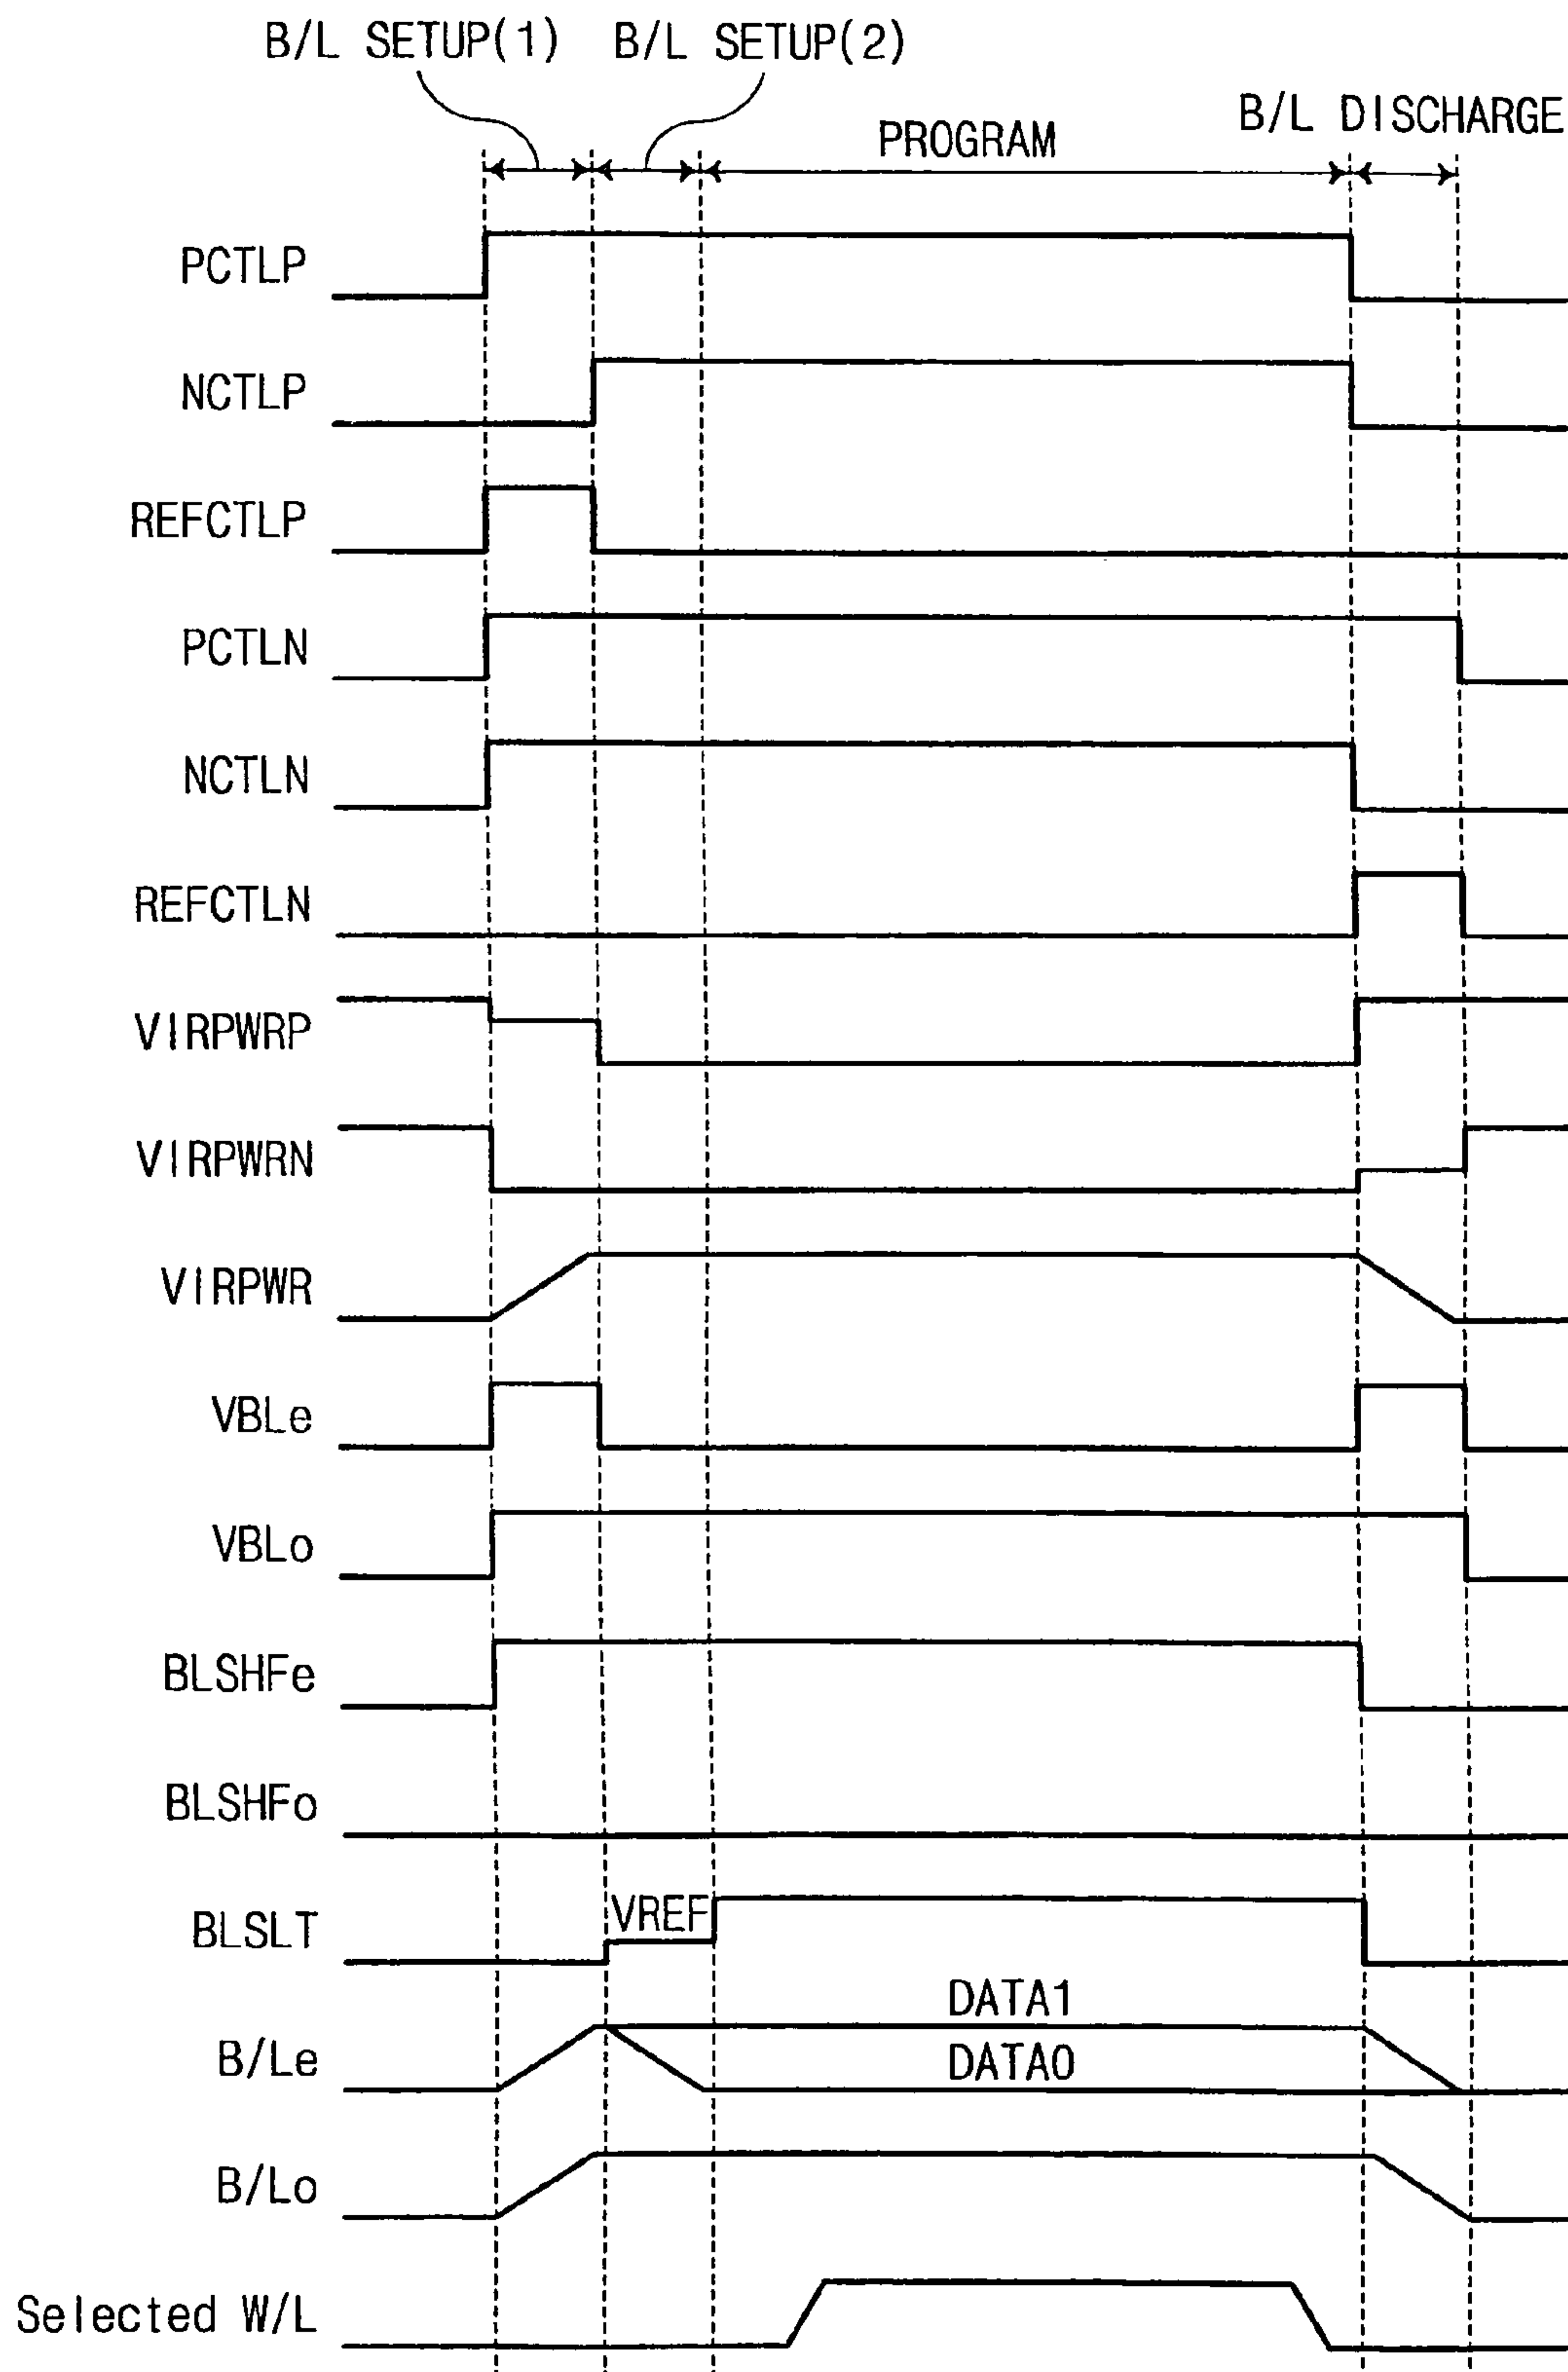 B/L SETUP(1) B/L SETUP(2)
B/L DISCHARGE
PROGRAM
PCTLP
NCTLP
REFCTLP
PCTLN
NCTLN
REFCTLN
VIRPWRP
VIRPWRN
VIRPWR
VBLe
VBLo
BLSHFe
BLSHFo
BLSLT VREF
DATA1
B/Le
DATA0
B/Lo
Selected W/L